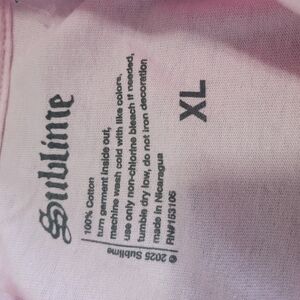 Sublime
100% Cotton
turn garment inside out,
machine wash cold with like colors,
use only non-chlorine bleach if needed,
tumble dry low, do not iron decoration
made in Nicaragua
RN#153105
© 2025 Sublime
XL